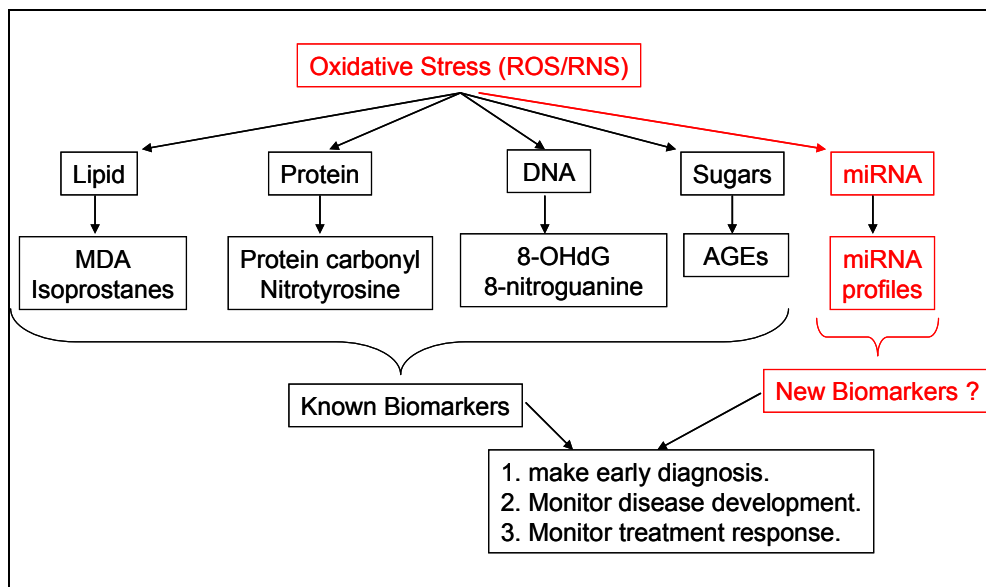 Oxidative Stress (ROS/RNS)
Lipid
Protein
DNA
Sugars
miRNA
MDA
Isoprostanes
Protein carbonyl
Nitrotyrosine
8-OHdG
8-nitroguanine
AGEs
miRNA
profiles
Known Biomarkers
New Biomarkers ?
1. make early diagnosis.
2. Monitor disease development.
3. Monitor treatment response.